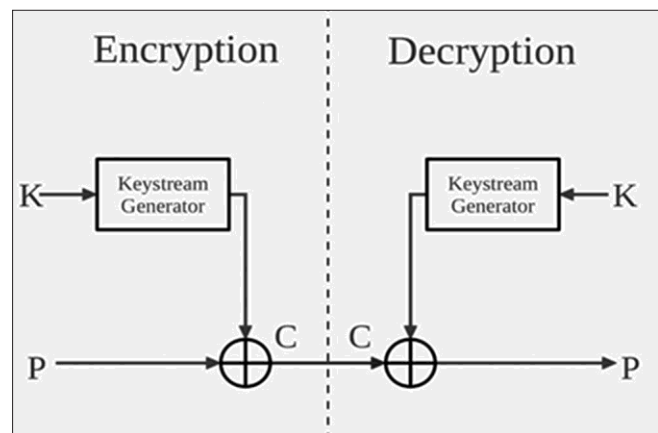 Encryption
Decryption
K
Keystream
Generator
Keystream
Generator
K
C
C
P
P